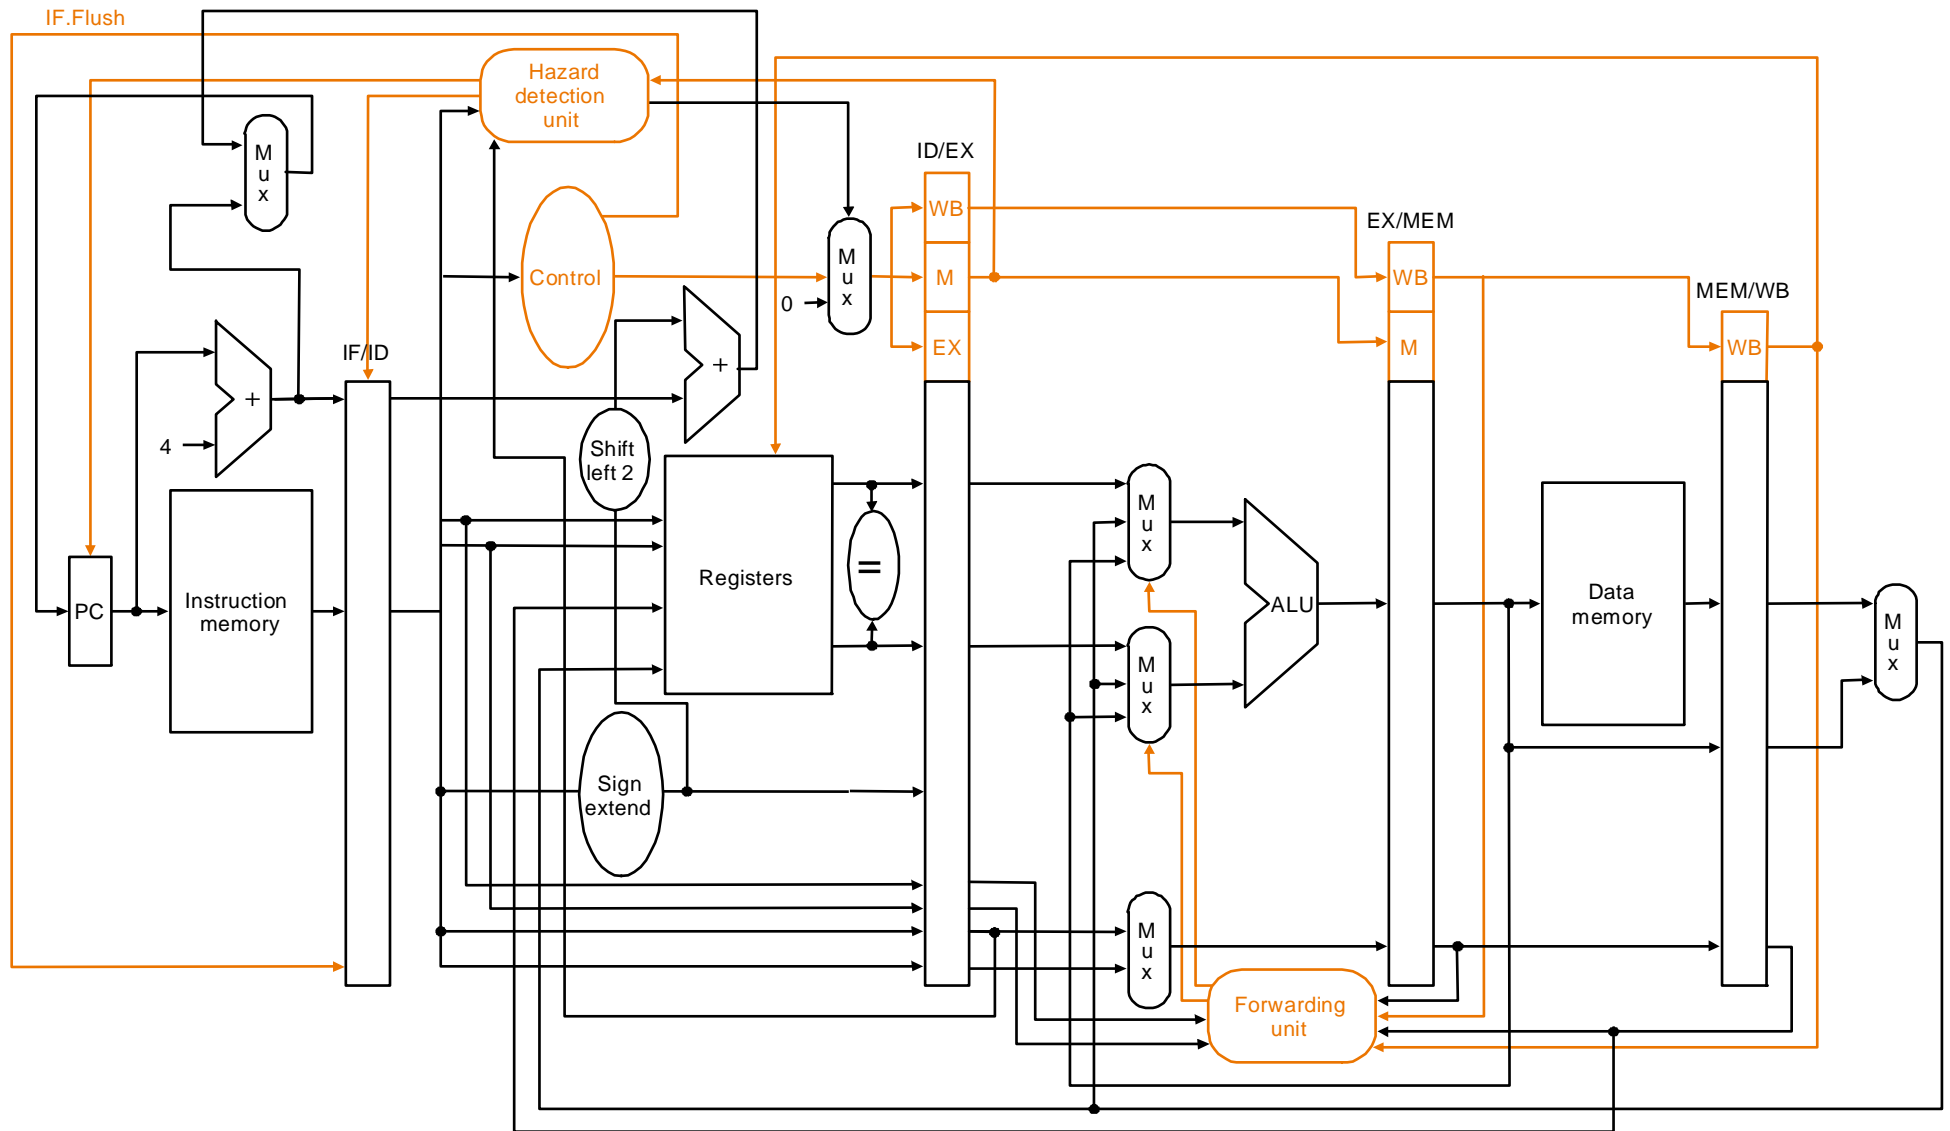 IF.Flush
Hazard
detection
unit
M
u
x
ID/EX
WB
M
EX
EX/MEM
WB
M
MEM/WB
WB
Control
M
u
x
0
+
IF/ID
+
4
Shift
left 2
PC
Instruction
memory
Registers
=
M
u
x
M
u
x
ALU
Data
memory
M
u
x
Sign
extend
M
u
x
Forwarding
unit